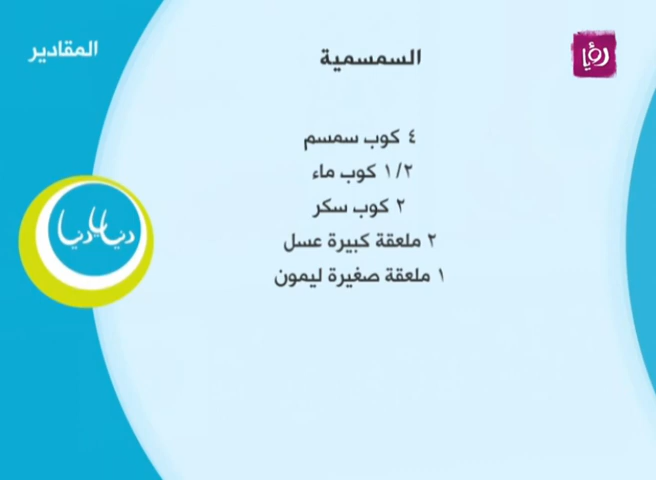 المقادير
السمسمية
رؤيا
٤ كوب سمسم
١/٢ كوب ماء
٢ كوب سكر
٢ ملعقة كبيرة عسل
١ ملعقة صغيرة ليمون
دنيا يا دنيا